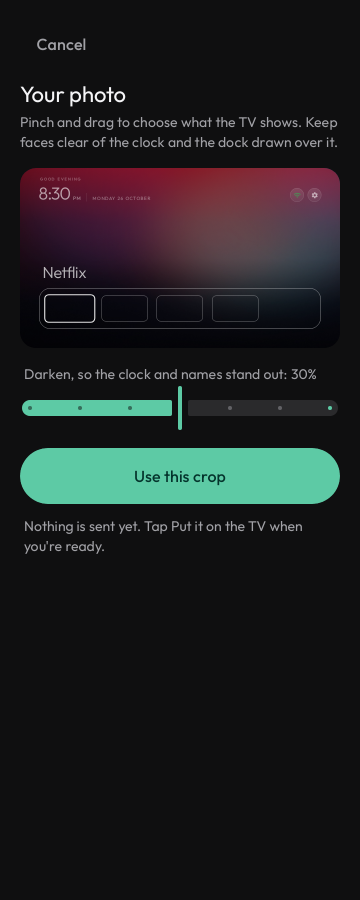 Cancel
Your photo
Pinch and drag to choose what the TV shows. Keep
faces clear of the clock and the dock drawn over it.
GOOD EVENING
8:30 PM MONDAY 26 OCTOBER
Netflix
Darken, so the clock and names stand out: 30%
Use this crop
Nothing is sent yet. Tap Put it on the TV when
you're ready.